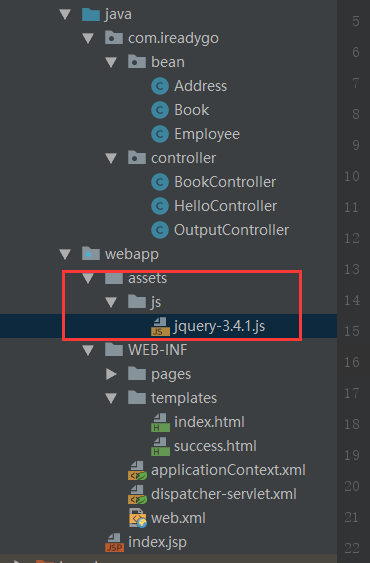 java
5
com.ireadygo
6
bean
Address
7
Book
8
Employee
9
controller
BookController
10
HelloController
11
OutputController
12
webapp
13
assets
14
js
jquery-3.4.1.js
15
WEB-INF
16
pages
17
templates
index.html
18
success.html
19
applicationContext.xml
dispatcher-servlet.xml
20
web.xml
21
index.jsp
22